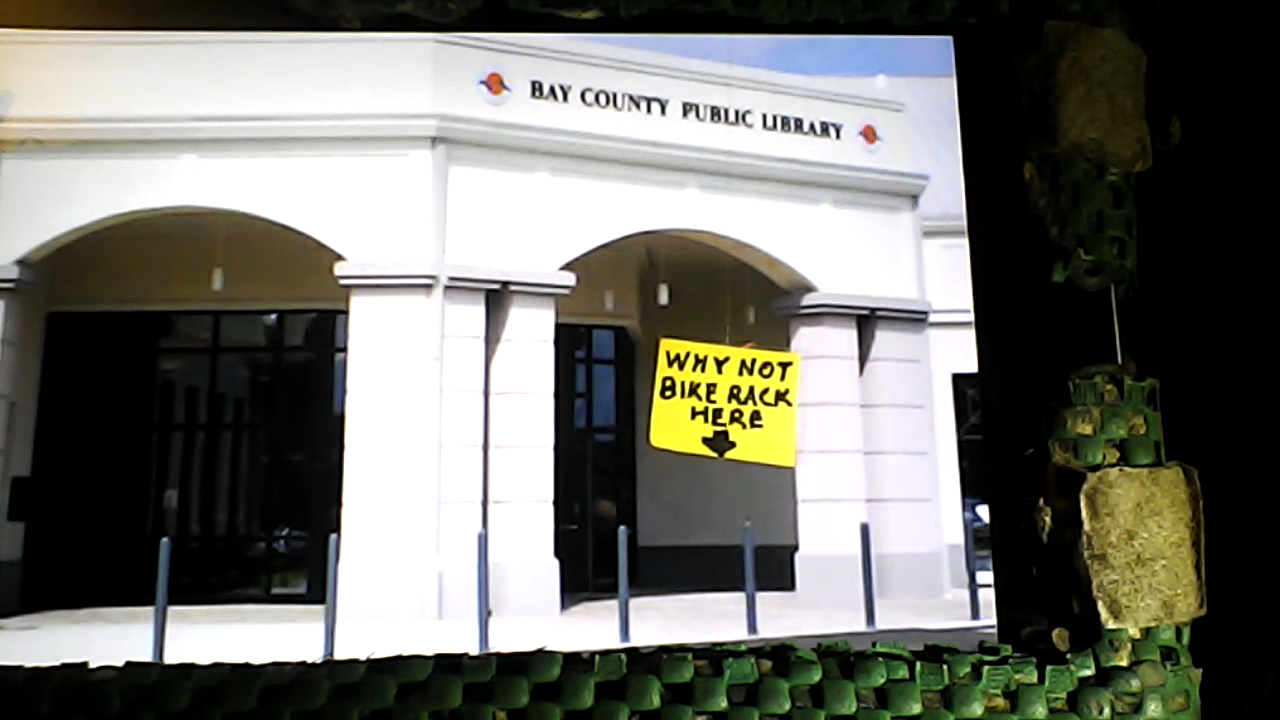 BAY COUNTY PUBLIC LIBRARY
WHY NOT
BIKE RACK
HERE